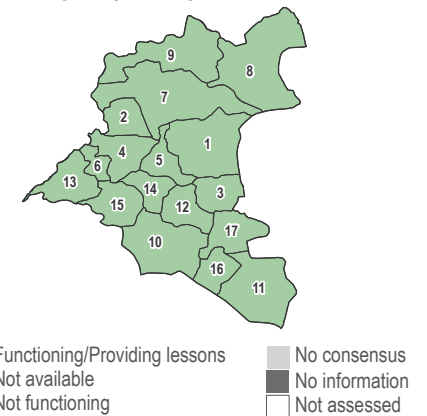 9
8
7
2
1
4
5
6
13
14
3
15
12
17
10
16
11
Functioning/Providing lessons
Not available
Not functioning
No consensus
No information
Not assessed